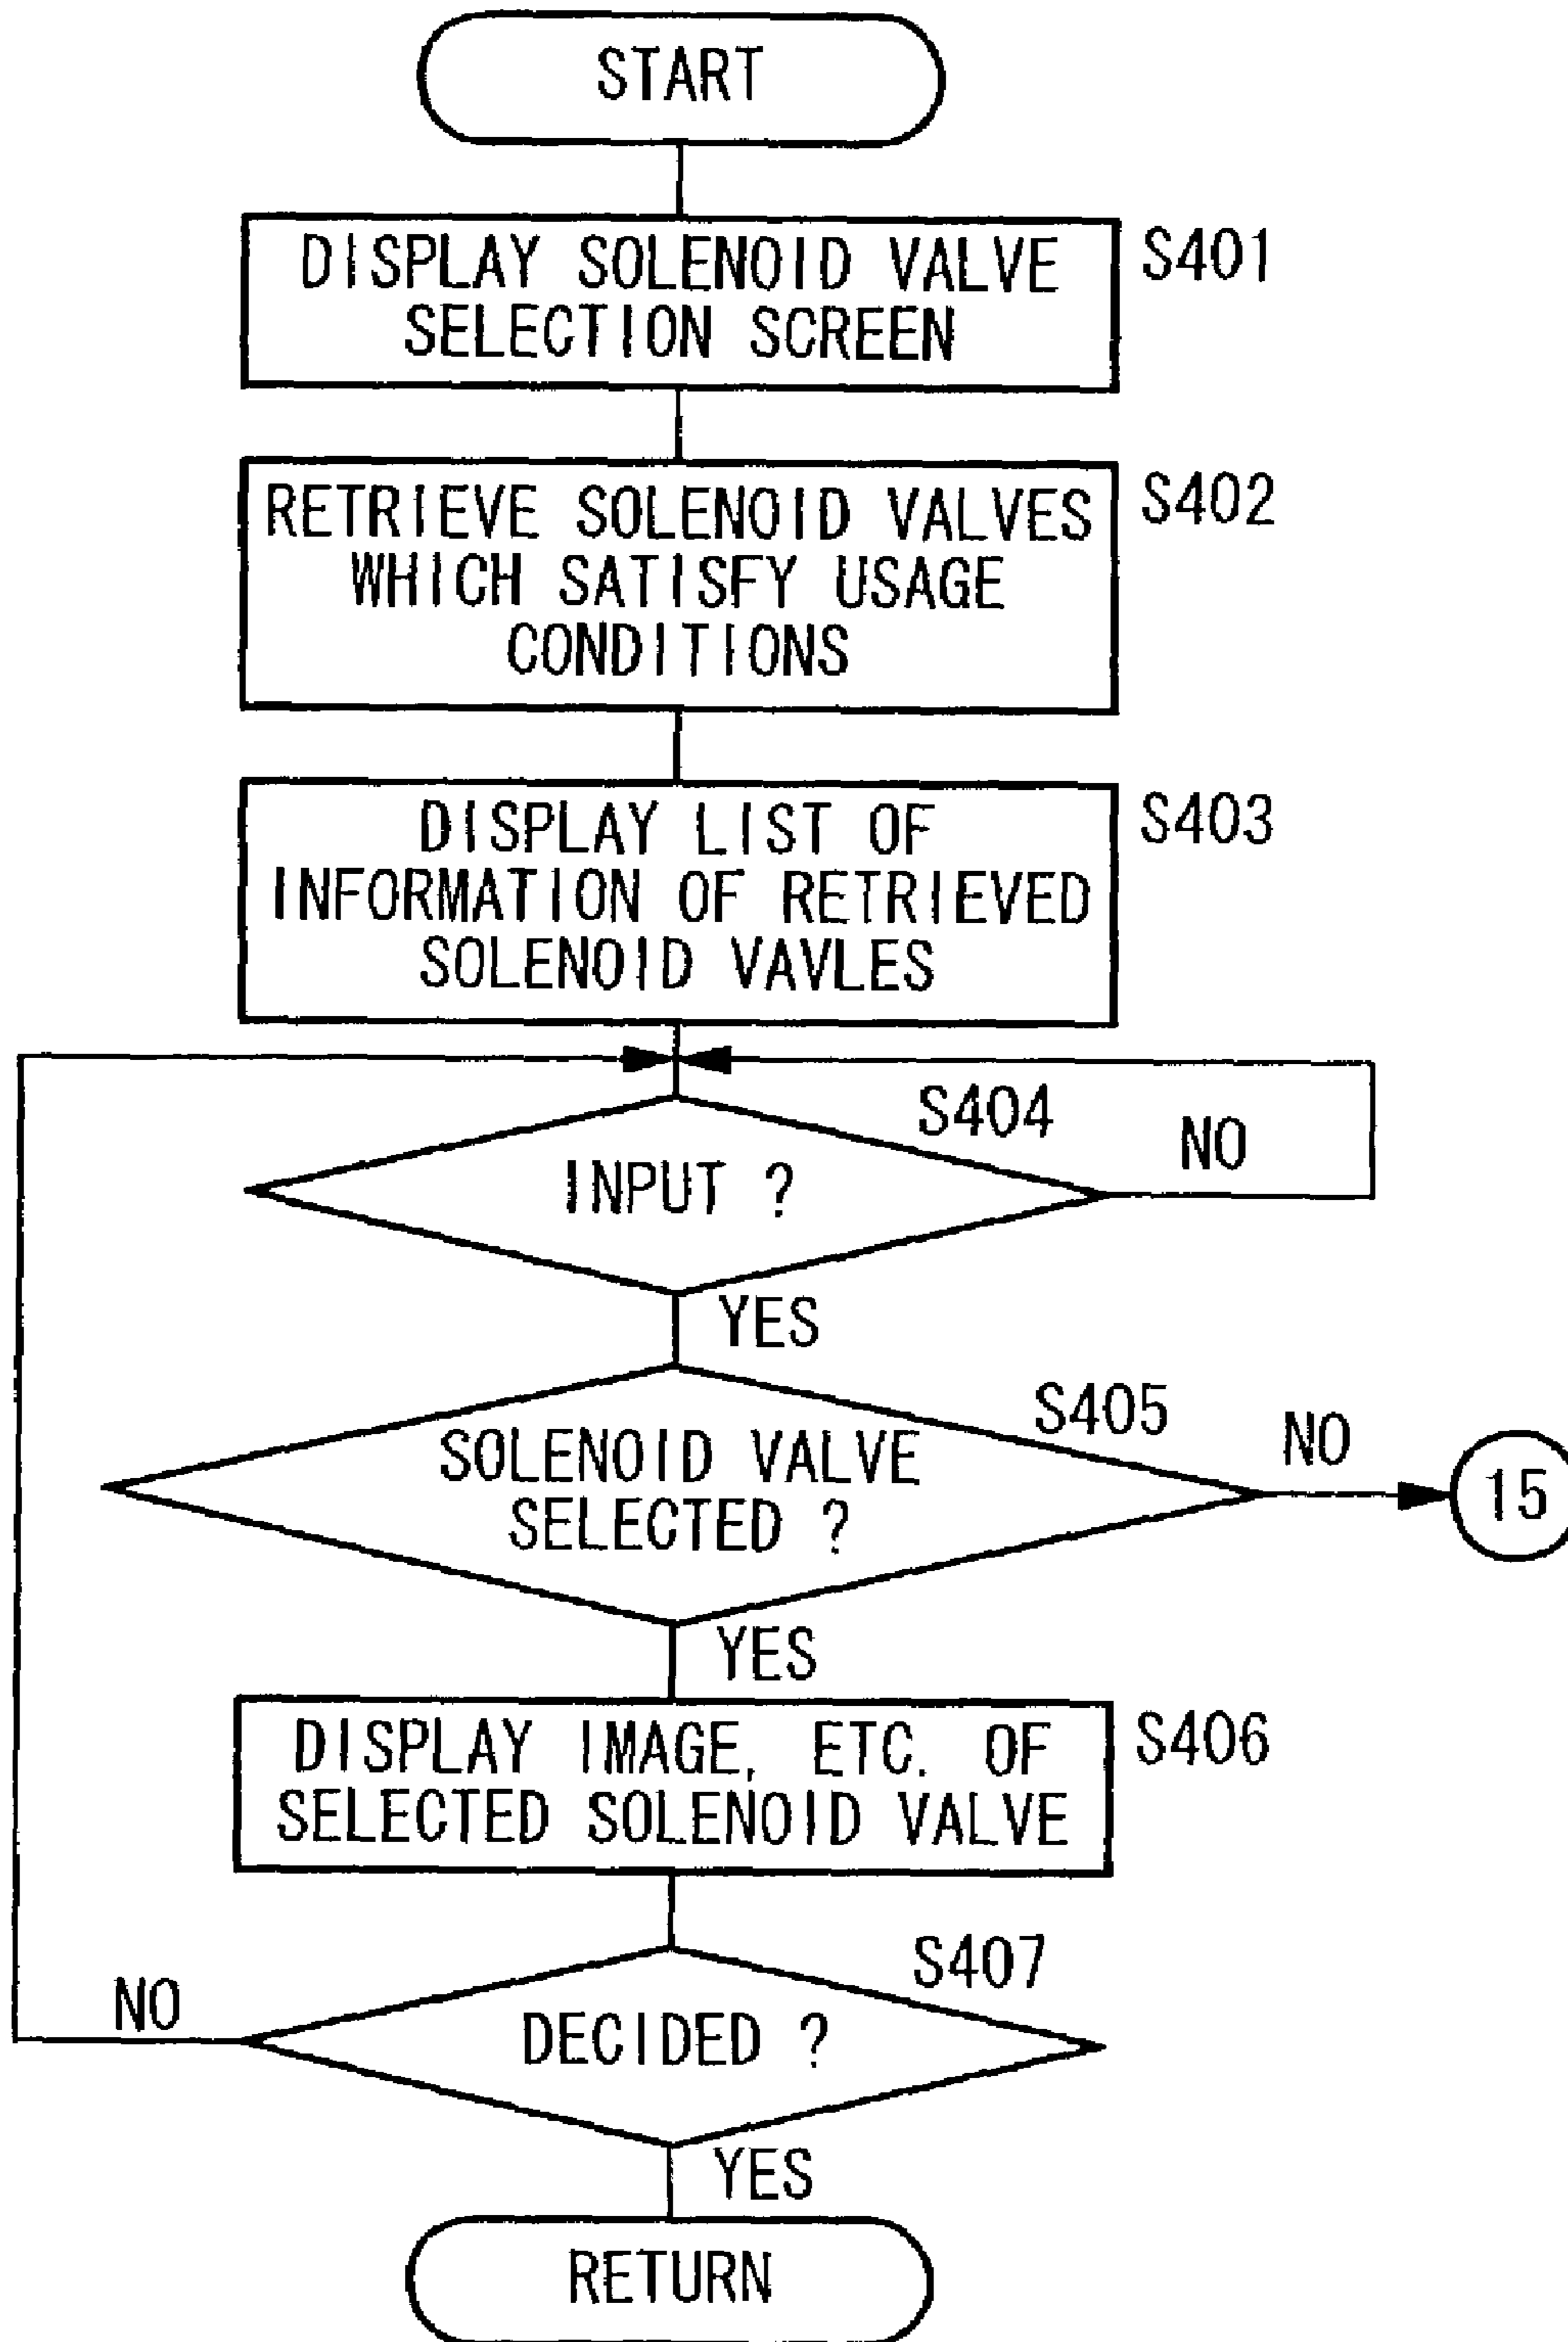 START
DISPLAY SOLENOID VALVE
SELECTION SCREEN
S401
RETRIEVE SOLENOID VALVES
WHICH SATISFY USAGE
CONDITIONS
S402
DISPLAY LIST OF
INFORMATION OF RETRIEVED
SOLENOID VAVLES
S403
S404
INPUT ?
NO
YES
S405
SOLENOID VALVE
SELECTED ?
NO
15
YES
DISPLAY IMAGE, ETC. OF
SELECTED SOLENOID VALVE
S406
S407
NO
DECIDED ?
YES
RETURN